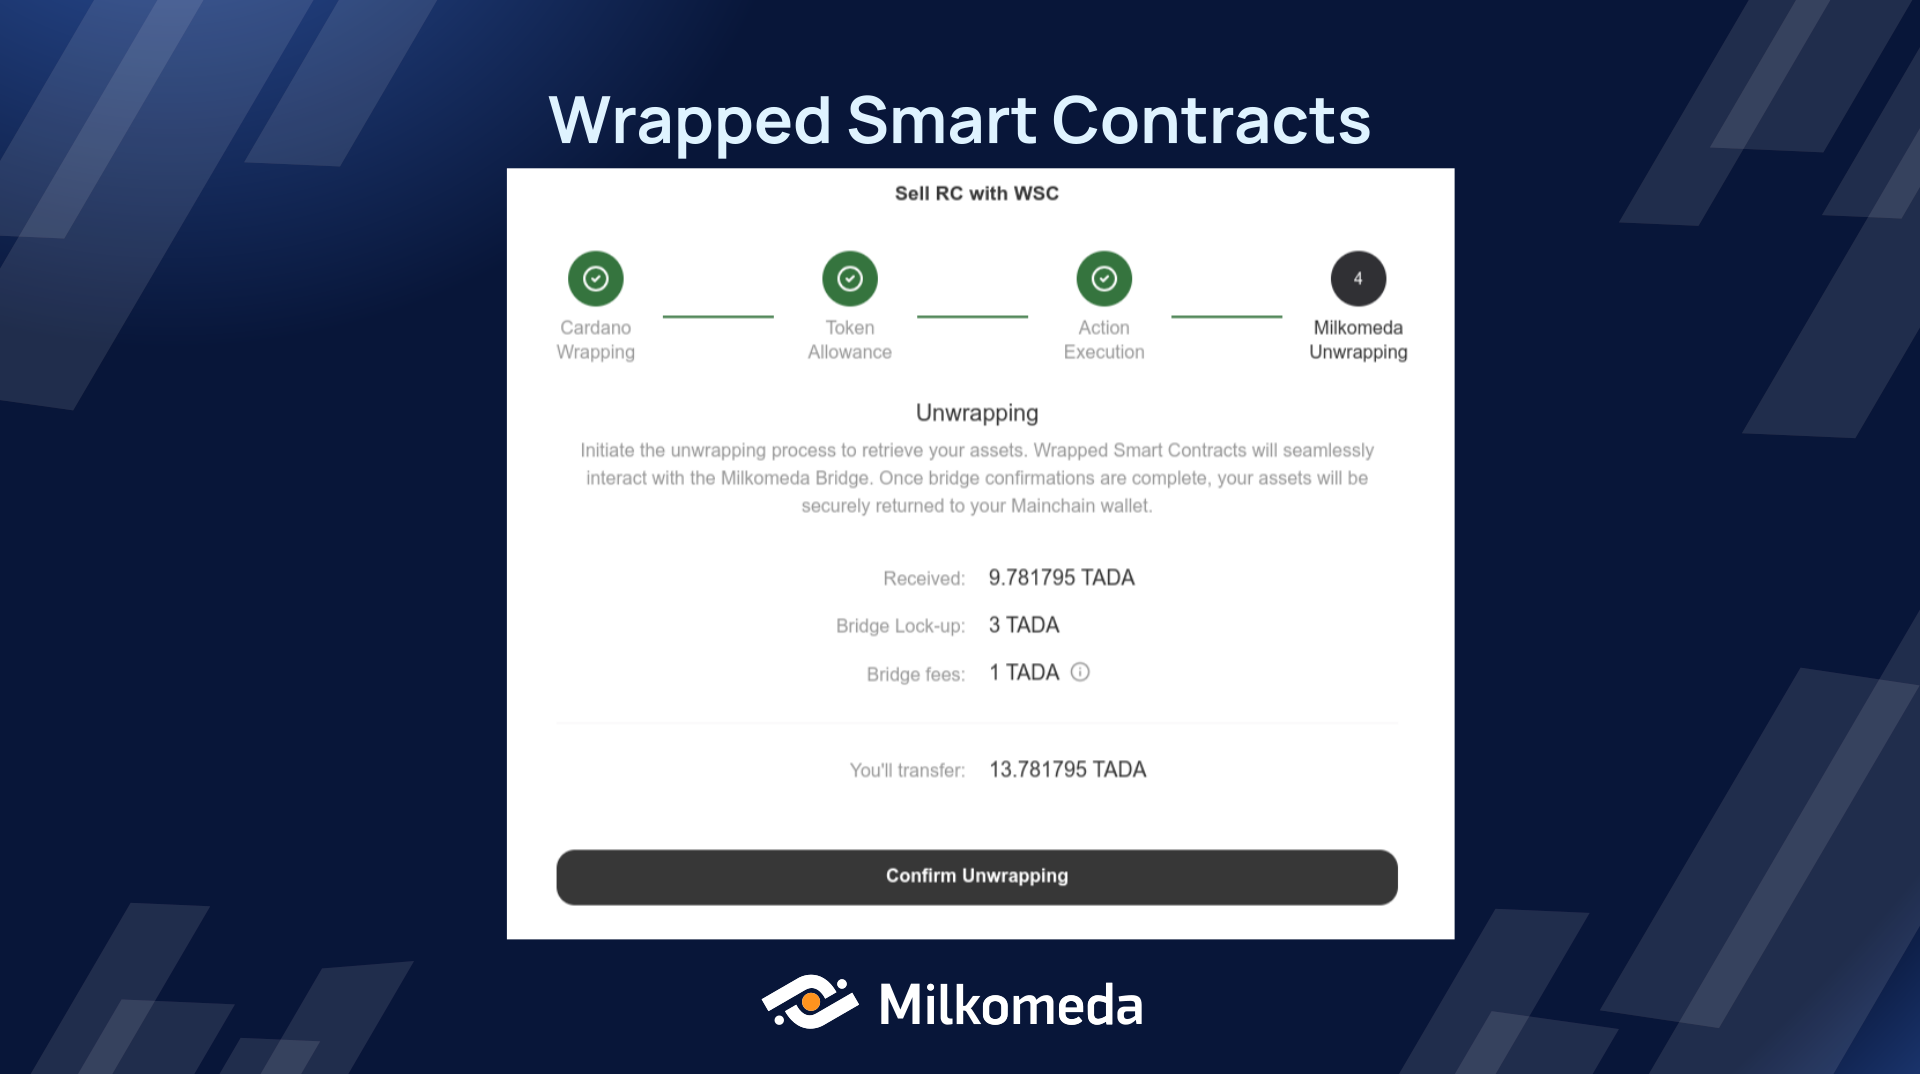 Wrapped Smart Contracts
Sell RC with WSC
4
Cardano
Wrapping
Token
Allowance
Action
Execution
Milkomeda
Unwrapping
Unwrapping
Initiate the unwrapping process to retrieve your assets. Wrapped Smart Contracts will seamlessly
interact with the Milkomeda Bridge. Once bridge confirmations are complete, your assets will be
securely returned to your Mainchain wallet.
Received: 9.781795 TADA
Bridge Lock-up: 3 TADA
Bridge fees: 1 TADA
You'll transfer: 13.781795 TADA
Confirm Unwrapping
Milkomeda